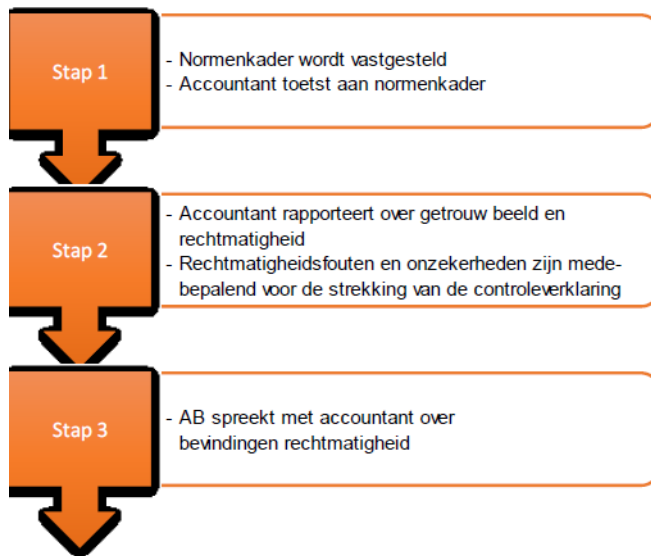 Stap 1
- Normenkader wordt vastgesteld
- Accountant toetst aan normenkader
Stap 2
- Accountant rapporteert over getrouw beeld en
rechtmatigheid
- Rechtmatigheidsfouten en onzekerheden zijn mede-
bepalend voor de strekking van de controleverklaring
Stap 3
- AB spreekt met accountant over
bevindingen rechtmatigheid